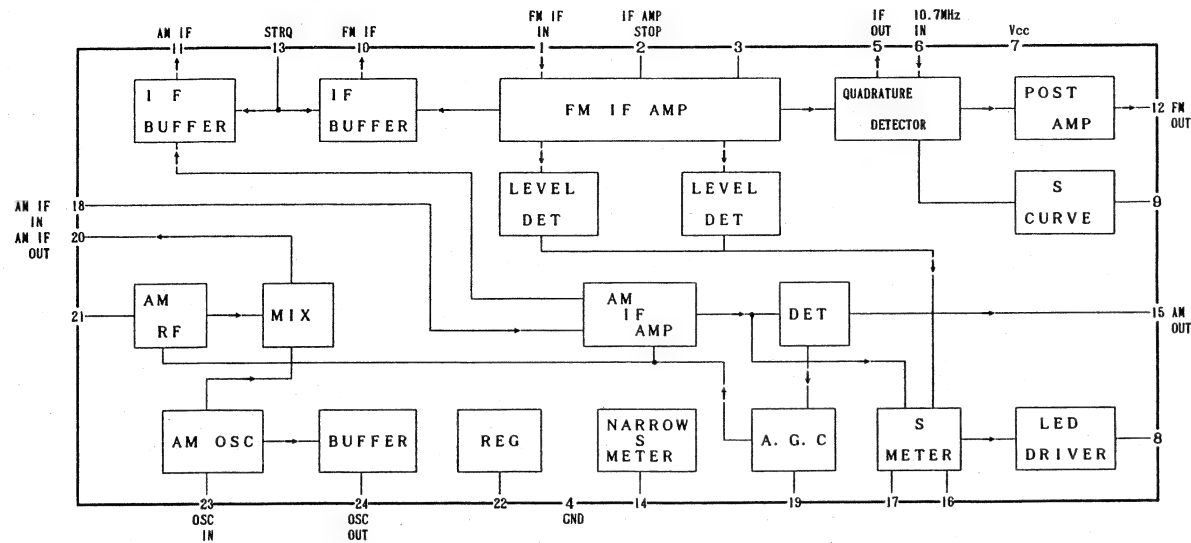 AM IF
11
STRQ
13
FM IF
10
FM IF
IN
1
IF AMP
STOP
2
3
IF
OUT
5
10.7MHz
IN
6
Vcc
7
IF
BUFFER
IF
BUFFER
FM IF AMP
QUADRATURE
DETECTOR
POST
AMP
12 FM
OUT
LEVEL
DET
LEVEL
DET
S
CURVE
9
AM IF 18
IN
AM IF 20
OUT
21
AM
RF
MIX
AM
IF
AMP
DET
15 AM
OUT
AM OSC
BUFFER
REG
NARROW
S
METER
A. G. C
S
METER
LED
DRIVER
8
23
OSC
IN
24
OSC
OUT
22
4
GND
14
19
17
16